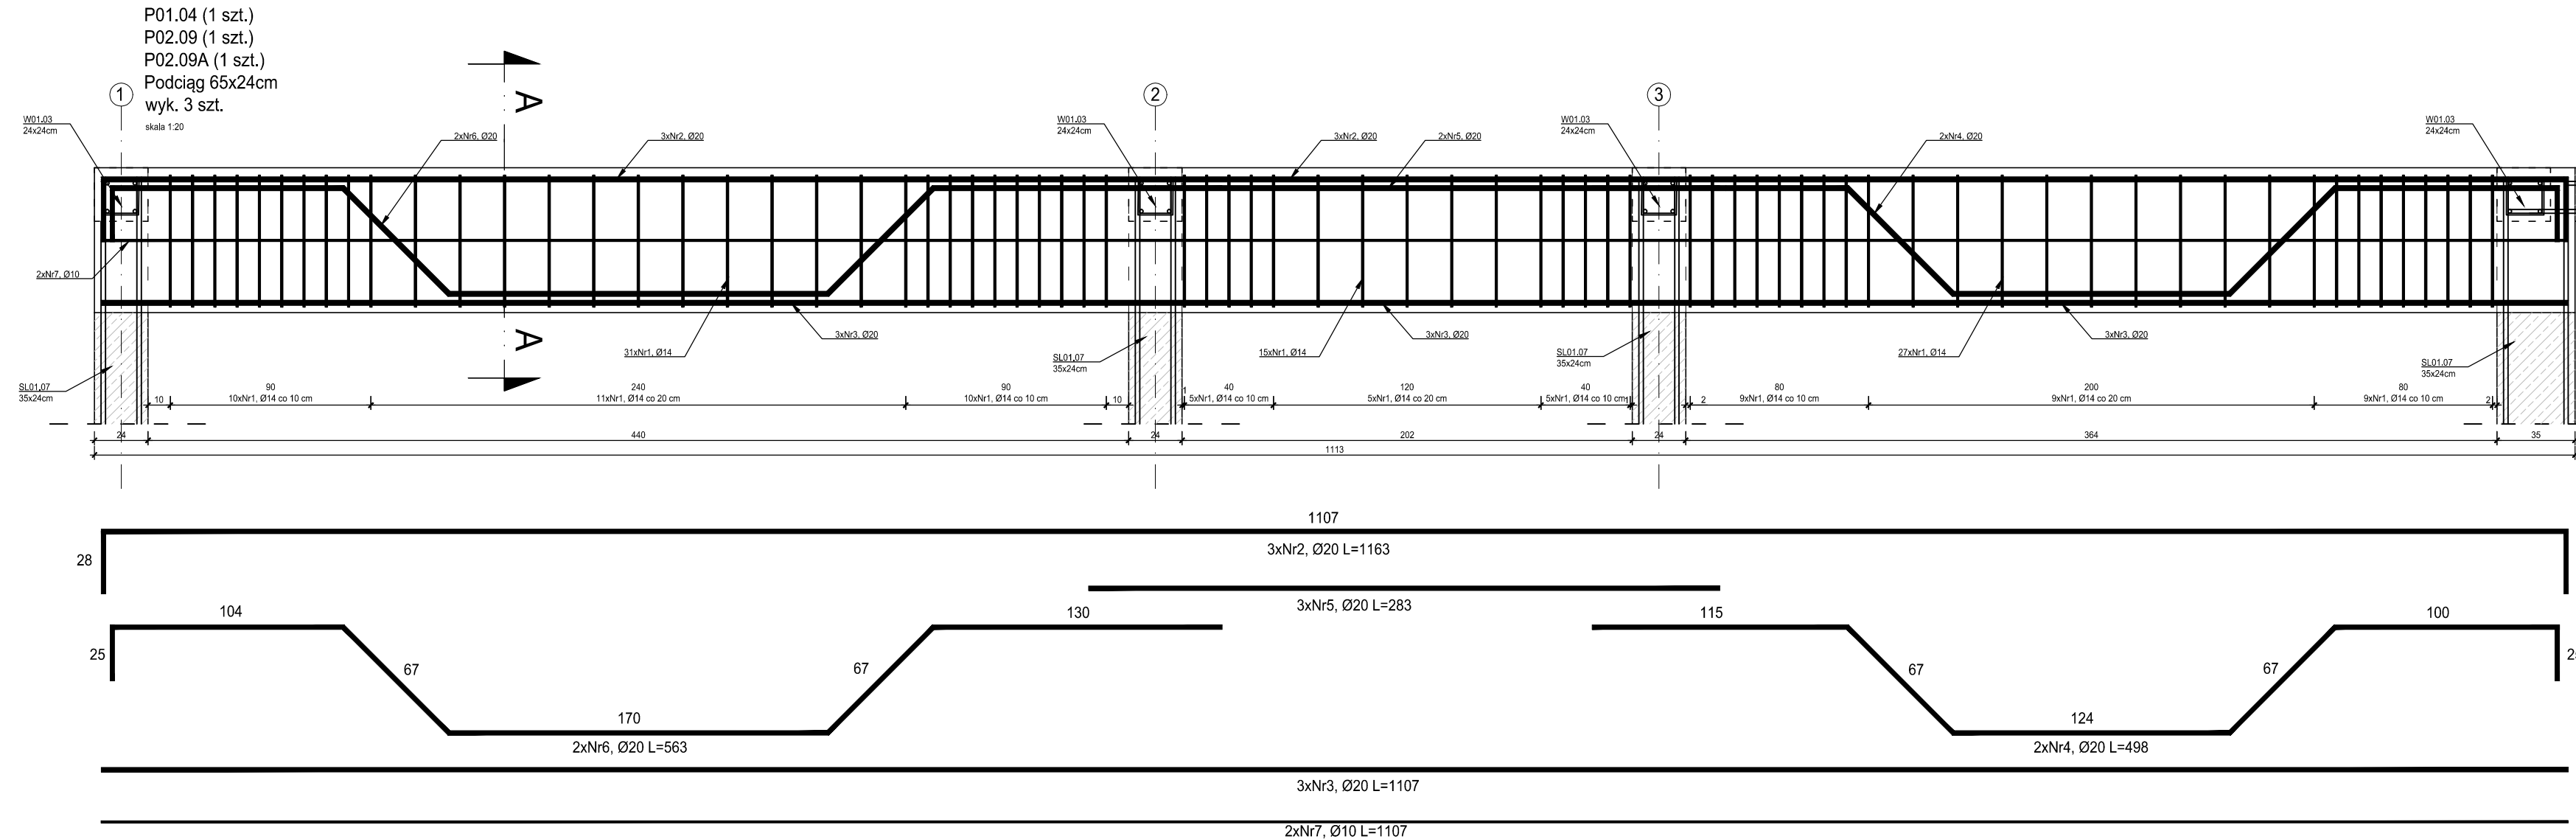 P01.04 (1 szt.)
P02.09 (1 szt.)
P02.09A (1 szt.)
Podciąg 65x24cm
wyk. 3 szt.
skala 1:20
A
1
2
3
W01.03
24x24cm
2xNr6, Ø20
3xNr2, Ø20
W01.03
24x24cm
3xNr2, Ø20
2xNr5, Ø20
W01.03
24x24cm
2xNr4, Ø20
W01.03
24x24cm
2xNr7, Ø10
A
31xNr1, Ø14
3xNr3, Ø20
SL01.07
35x24cm
15xNr1, Ø14
3xNr3, Ø20
SL01.07
35x24cm
27xNr1, Ø14
3xNr3, Ø20
SL01.07
35x24cm
SL01.07
35x24cm
90 240 90 40 120 40 80 200 80
10 10xNr1, Ø14 co 10 cm 11xNr1, Ø14 co 20 cm 10xNr1, Ø14 co 10 cm 10 1 5xNr1, Ø14 co 10 cm 5xNr1, Ø14 co 20 cm 5xNr1, Ø14 co 10 cm 1 2 9xNr1, Ø14 co 10 cm 9xNr1, Ø14 co 20 cm 9xNr1, Ø14 co 10 cm 2
24 440 24 202 24 364 35
1113
1107
28
3xNr2, Ø20 L=1163
3xNr5, Ø20 L=283
104 130 115 100
25 67 67 67 67
170 124
2xNr6, Ø20 L=563 2xNr4, Ø20 L=498
3xNr3, Ø20 L=1107
2xNr7, Ø10 L=1107